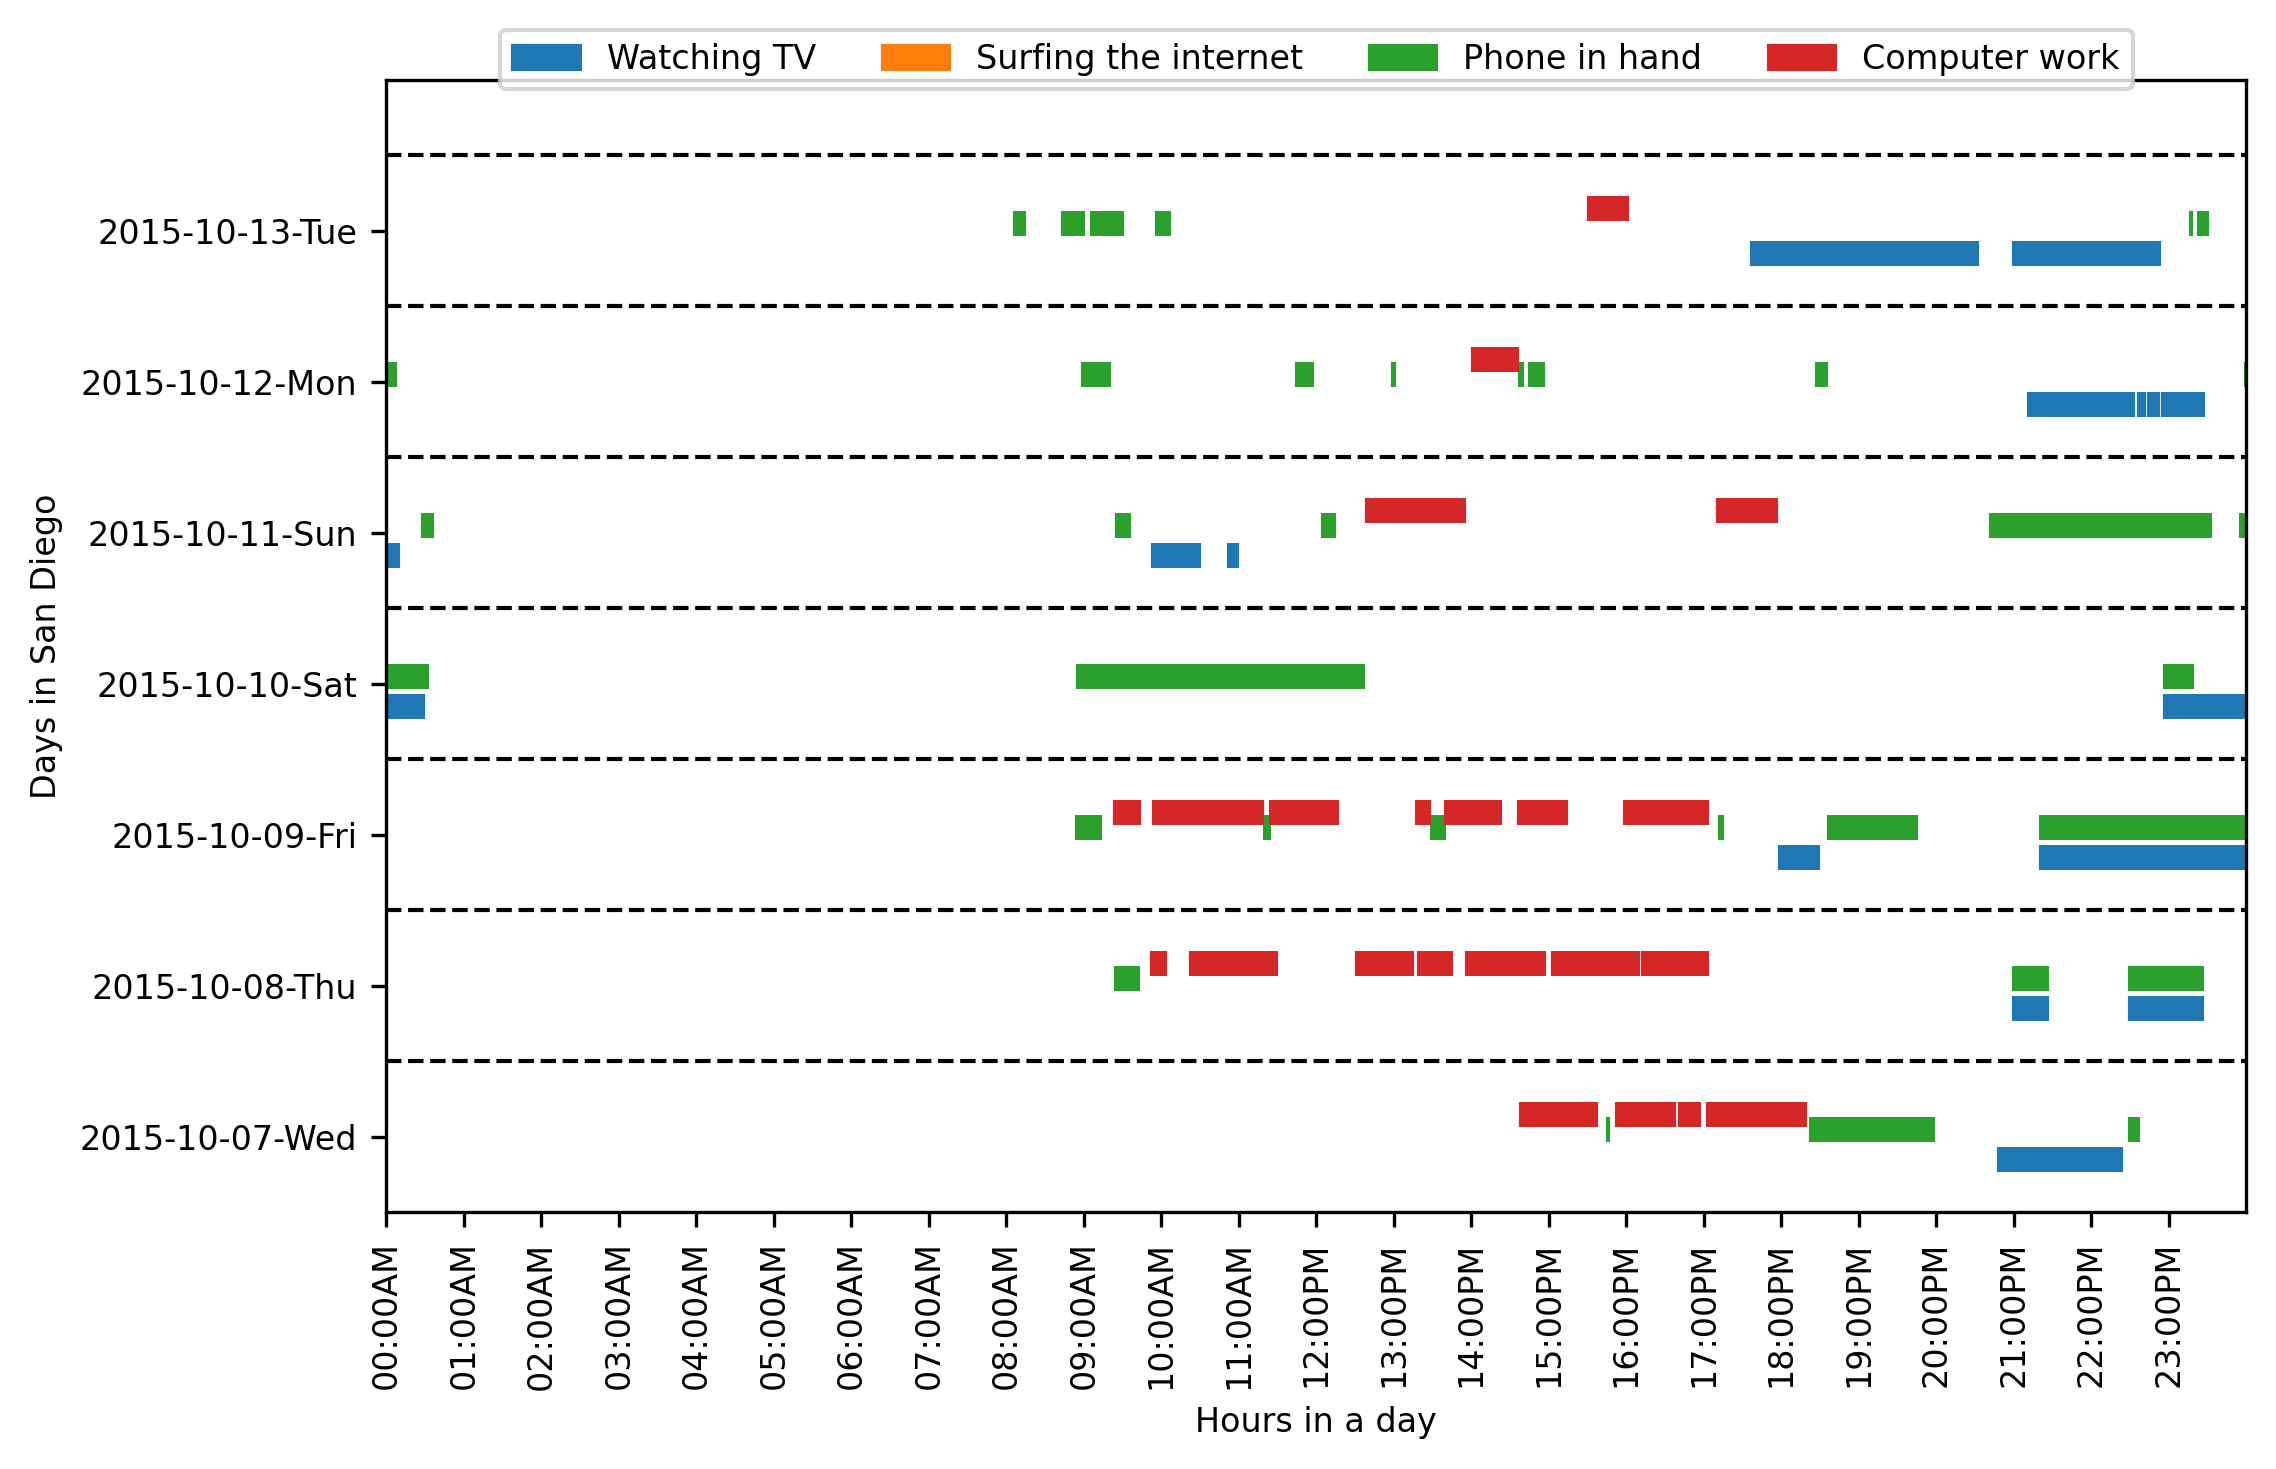 Watching TV Surfing the internet Phone in hand Computer work
Days in San Diego
2015-10-13-Tue
2015-10-12-Mon
2015-10-11-Sun
2015-10-10-Sat
2015-10-09-Fri
2015-10-08-Thu
2015-10-07-Wed
00:00AM 01:00AM 02:00AM 03:00AM 04:00AM 05:00AM 06:00AM 07:00AM 08:00AM 09:00AM 10:00AM 11:00AM 12:00PM 13:00PM 14:00PM 15:00PM 16:00PM 17:00PM 18:00PM 19:00PM 20:00PM 21:00PM 22:00PM 23:00PM
Hours in a day